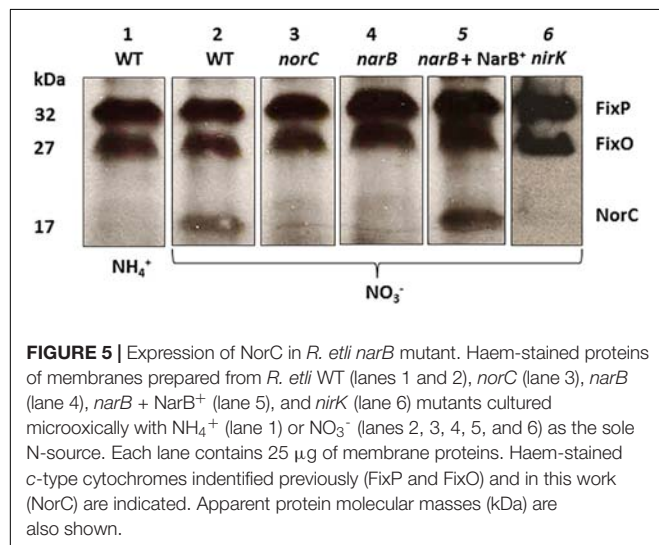 1 2 3 4 5 6
WT WT norC narB narB + NarB⁺ nirK
kDa
32 FixP
27 FixO
17 NorC
NH₄⁺
NO₃⁻
FIGURE 5 | Expression of NorC in R. etli narB mutant. Haem-stained proteins
of membranes prepared from R. etli WT (lanes 1 and 2), norC (lane 3), narB
(lane 4), narB + NarB⁺ (lane 5), and nirK (lane 6) mutants cultured
microoxically with NH₄⁺ (lane 1) or NO₃⁻ (lanes 2, 3, 4, 5, and 6) as the sole
N-source. Each lane contains 25 μg of membrane proteins. Haem-stained
c-type cytochromes indentified previously (FixP and FixO) and in this work
(NorC) are indicated. Apparent protein molecular masses (kDa) are
also shown.